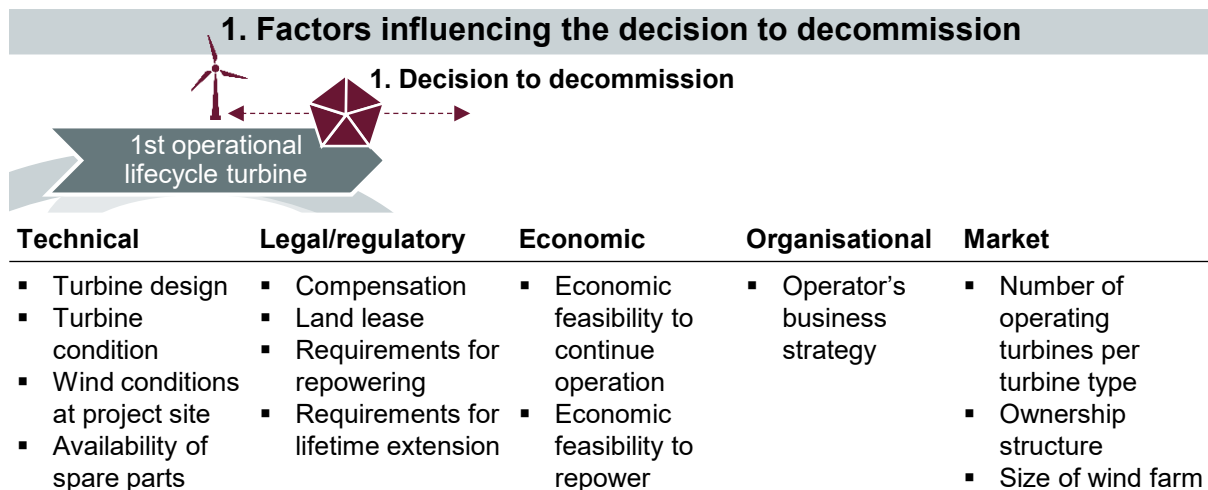 1. Factors influencing the decision to decommission
1. Decision to decommission
1st operational
lifecycle turbine
Technical
▪ Turbine design
▪ Turbine
condition
▪ Wind conditions
at project site
▪ Availability of
spare parts
Legal/regulatory
▪ Compensation
▪ Land lease
▪ Requirements for
repowering
▪ Requirements for
lifetime extension
Economic
▪ Economic
feasibility to
continue
operation
▪ Economic
feasibility to
repower
Organisational
▪ Operator's
business
strategy
Market
▪ Number of
operating
turbines per
turbine type
▪ Ownership
structure
▪ Size of wind farm